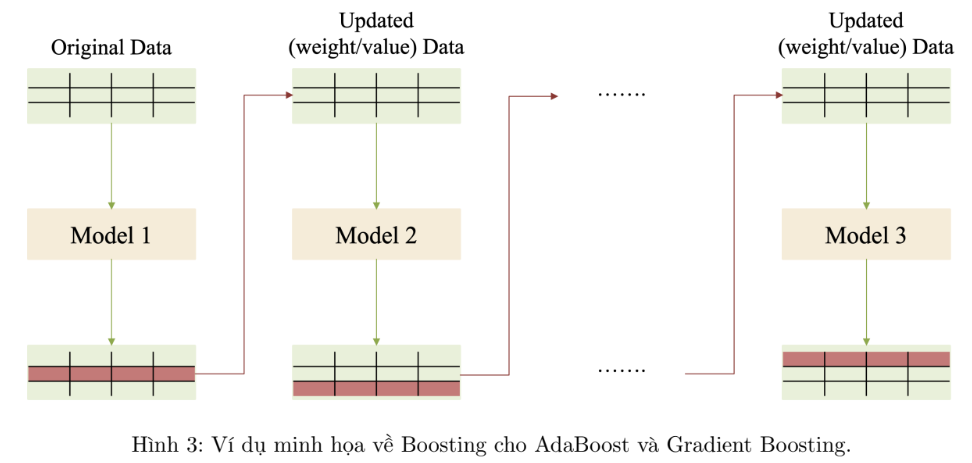 Original Data
Updated
(weight/value) Data
Updated
(weight/value) Data
.......
Model 1
Model 2
Model 3
.......
Hình 3: Ví dụ minh họa về Boosting cho AdaBoost và Gradient Boosting.